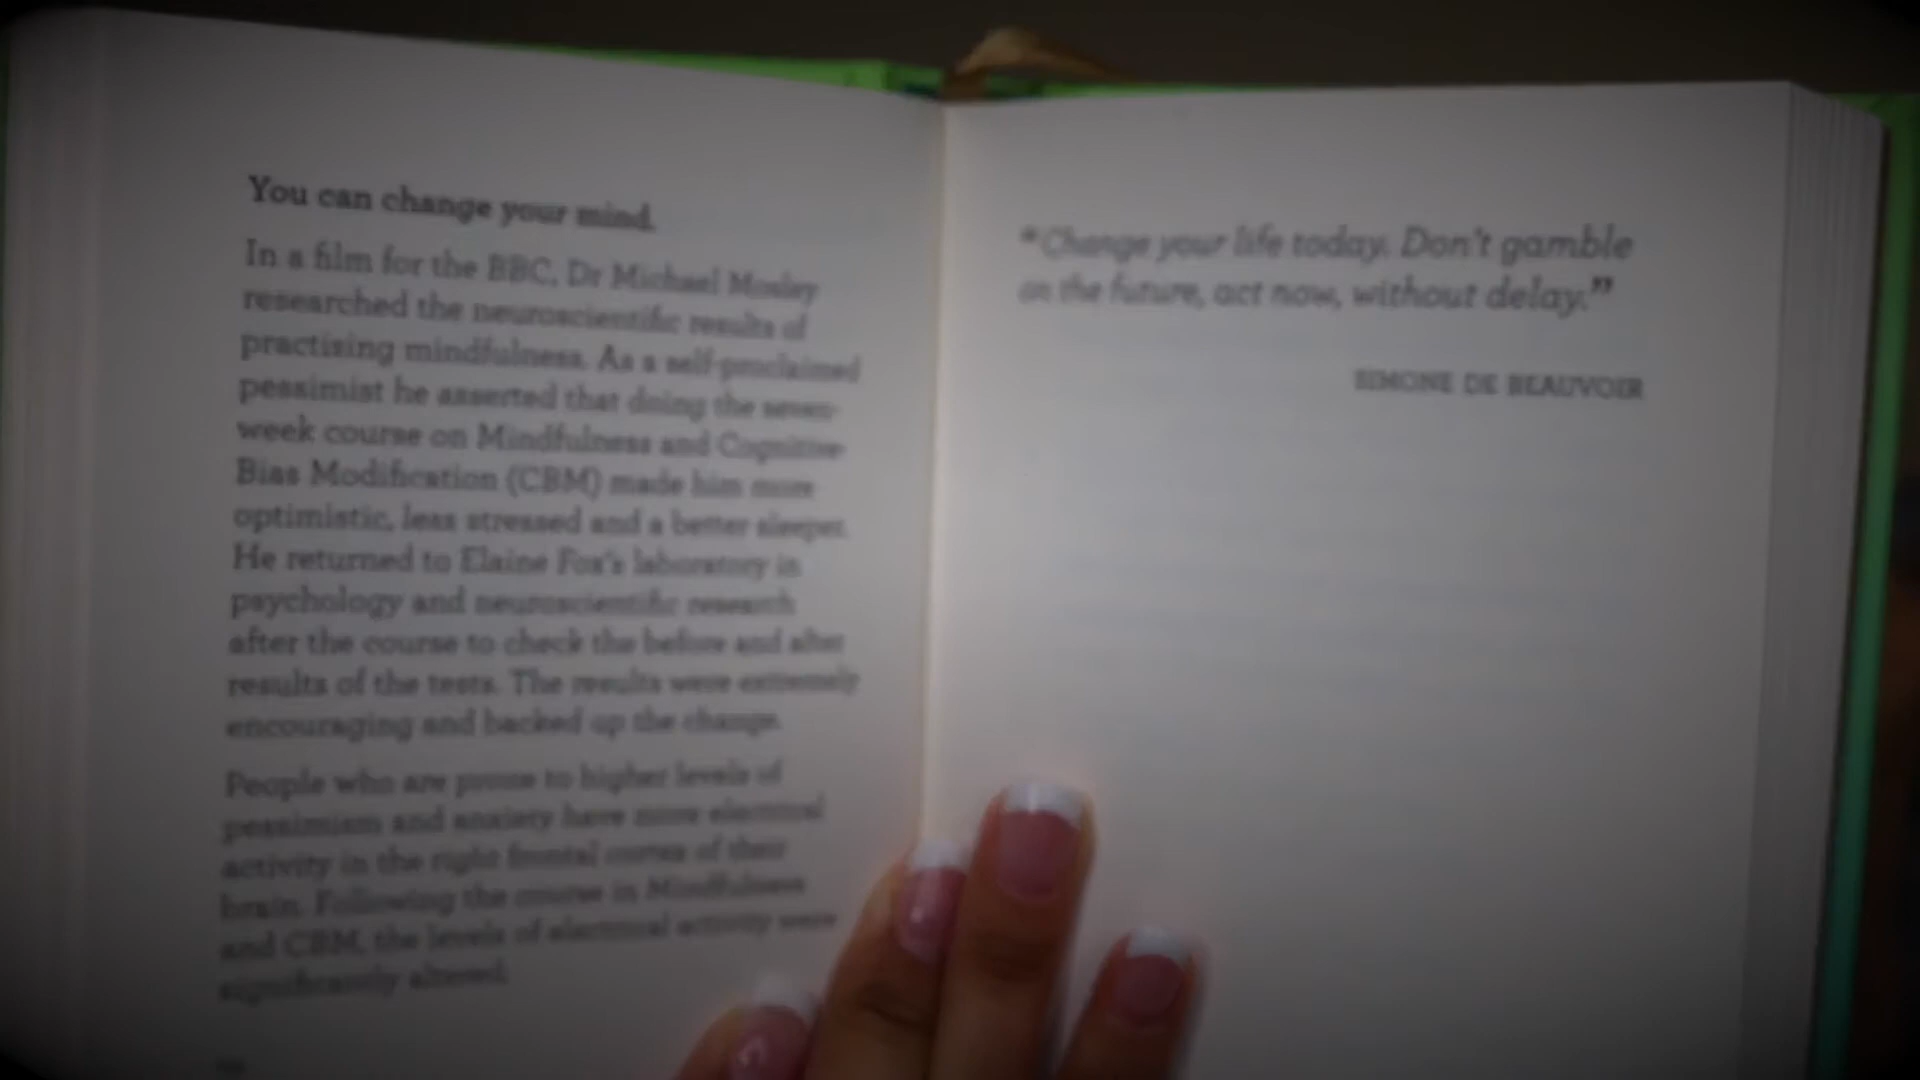 You can change your mind.
In a film for the BBC, Dr Michael Mosley
researched the neuroscientific results of
practising mindfulness. As a self-proclaimed
pessimist he asserted that doing the seven-
week course on Mindfulness and Cognitive-
Bias Modification (CBM) made him more
optimistic, less stressed and a better sleeper.
He returned to Elaine Fox's laboratory in
psychology and neuroscientific research
after the course to check the before and after
results of the tests. The results were extremely
encouraging and backed up the change.
People who are prone to higher levels of
pessimism and anxiety have more electrical
activity in the right frontal cortex of their
brain. Following the course in Mindfulness
and CBM, the levels of electrical activity were
significantly altered.
“Change your life today. Don't gamble
on the future, act now, without delay.”
SIMONE DE BEAUVOIR